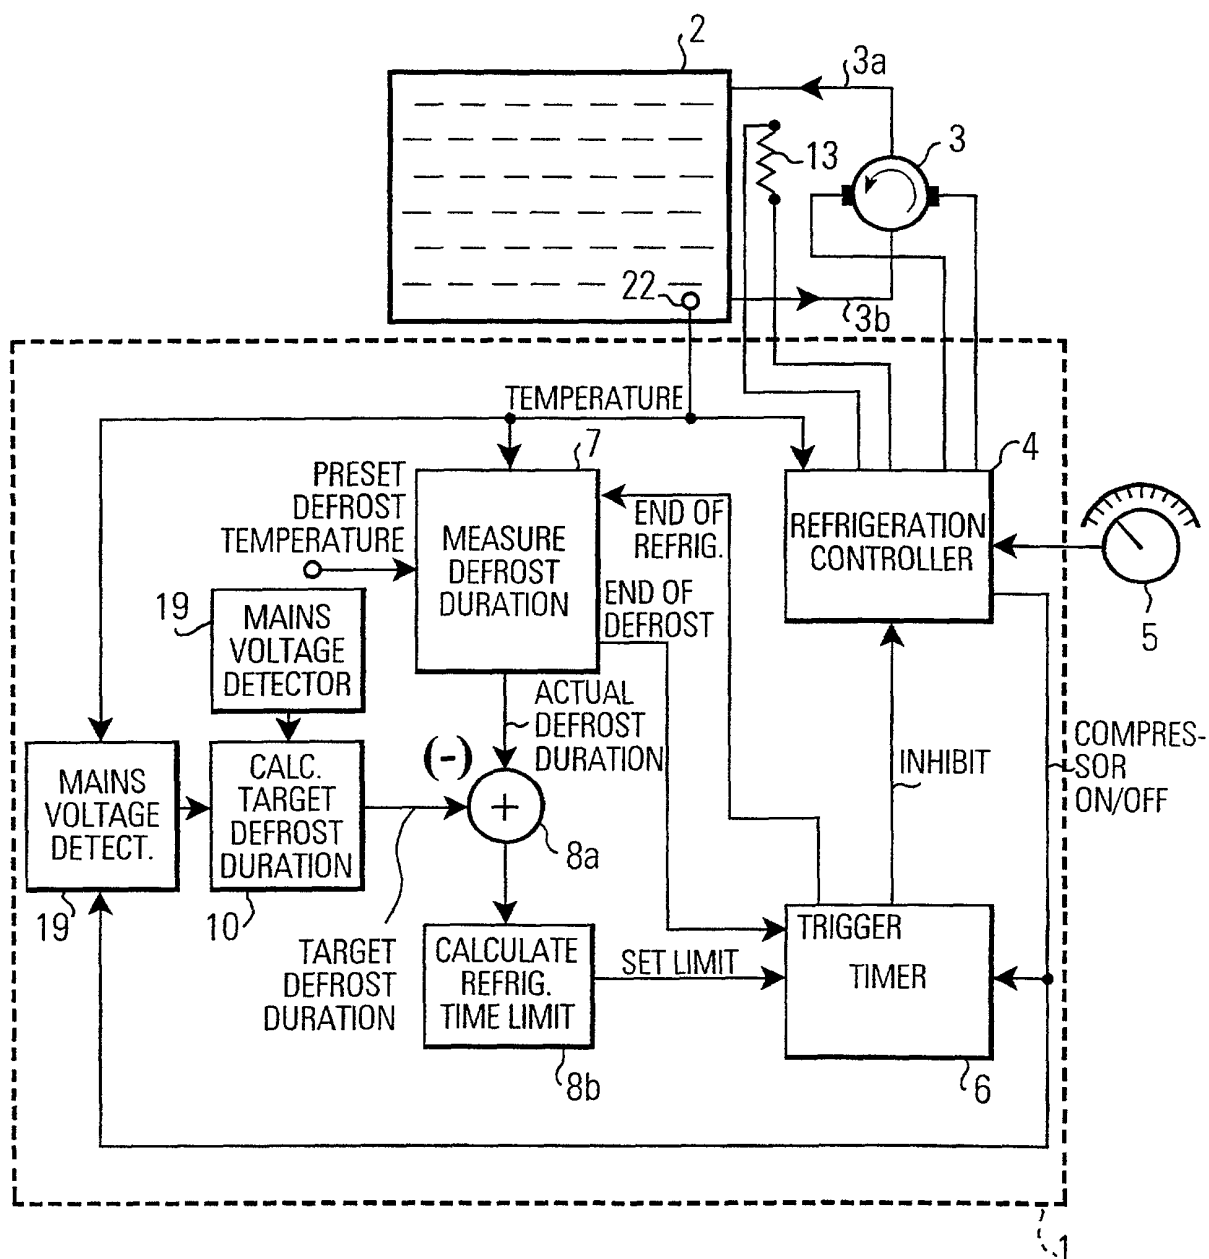 2
3a
3
13
22
3b
TEMPERATURE
7
4
PRESET
DEFROST
TEMPERATURE
END OF
REFRIG.
REFRIGERATION
CONTROLLER
MEASURE
DEFROST
DURATION
END OF
DEFROST
5
19
MAINS
VOLTAGE
DETECTOR
ACTUAL
DEFROST
DURATION
(-)
INHIBIT
COMPRES-
SOR
ON/OFF
MAINS
VOLTAGE
DETECT.
CALC.
TARGET
DEFROST
DURATION
+
8a
19
10
TARGET
DEFROST
DURATION
CALCULATE
REFRIG.
TIME LIMIT
SET LIMIT
TRIGGER
TIMER
8b
6
1